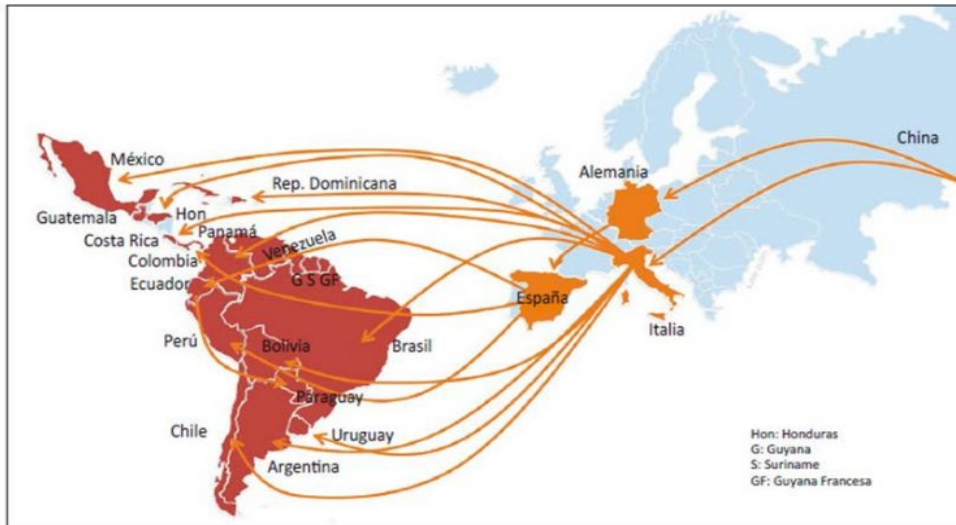 China
México
Alemania
Rep. Dominicana
Guatemala
Hon
Costa Rica
Panamá
Colombia
Venezuela
Ecuador
G S GF
España
Italia
Perú
Bolivia
Brasil
Paraguay
Chile
Uruguay
Argentina
Hon: Honduras
G: Guyana
S: Suriname
GF: Guyana Francesa